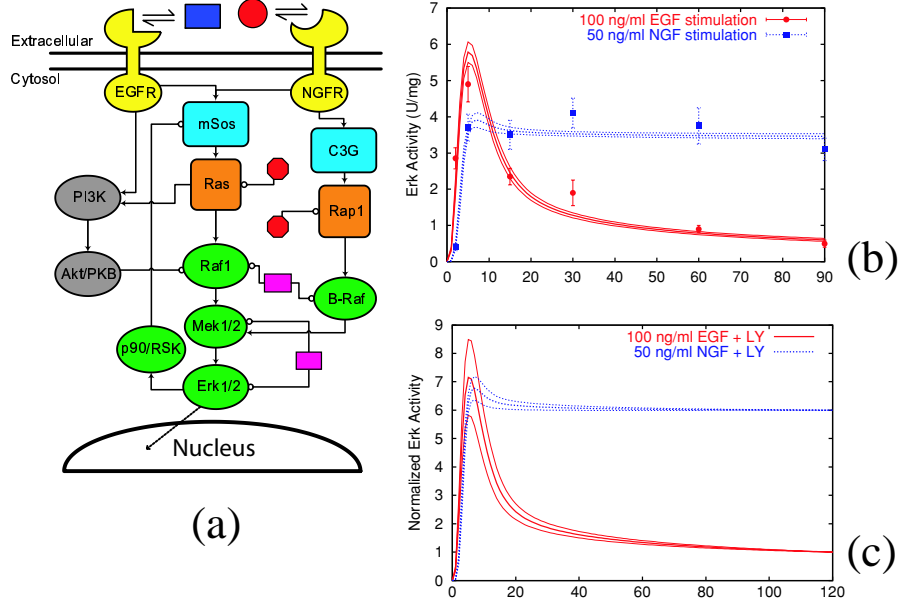 Extracellular
Cytosol
EGFR
NGFR
mSos
C3G
Ras
Rap1
PI3K
Akt/PKB
Raf1
B-Raf
Mek1/2
p90/RSK
Erk1/2
Nucleus
(a)
100 ng/ml EGF stimulation
50 ng/ml NGF stimulation
Erk Activity (U/mg)
7
6
5
4
3
2
1
0
0 10 20 30 40 50 60 70 80 90
(b)
100 ng/ml EGF + LY
50 ng/ml NGF + LY
Normalized Erk Activity
9
8
7
6
5
4
3
2
1
0
0 20 40 60 80 100 120
(c)